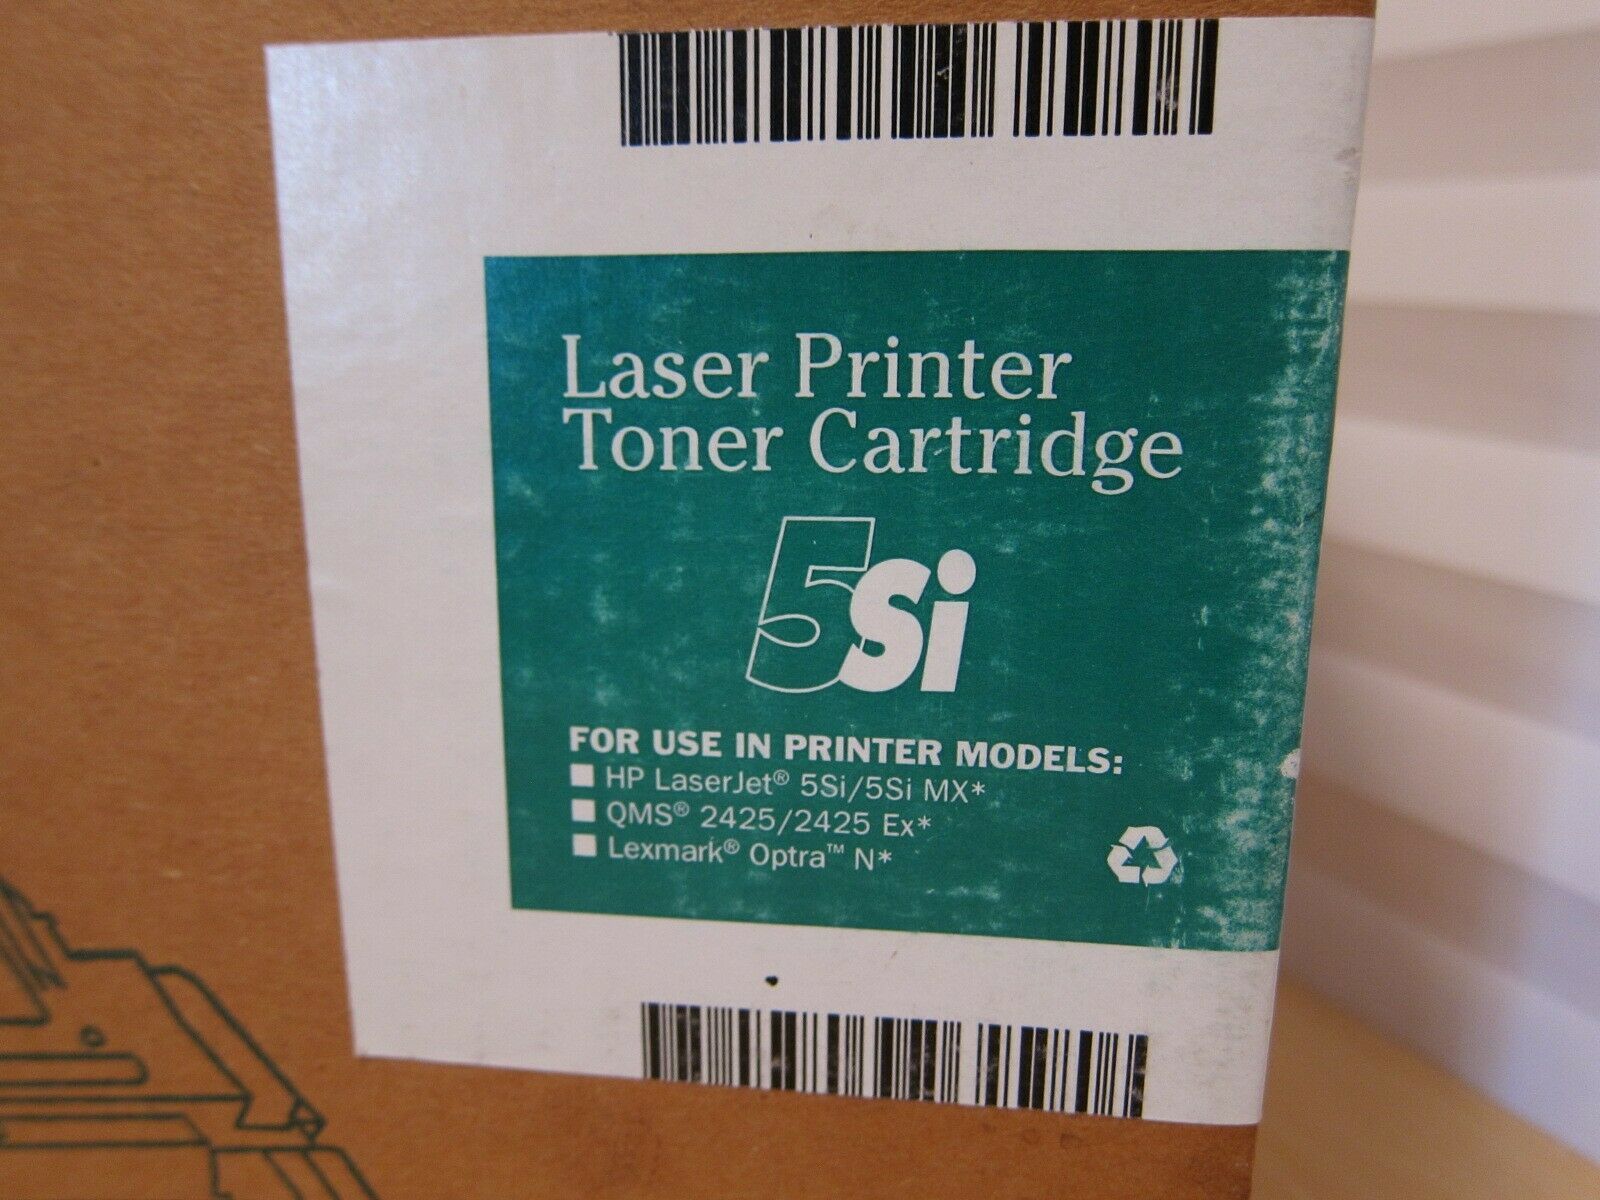 Laser Printer
Toner Cartridge
5Si
FOR USE IN PRINTER MODELS:
■ HP LaserJet® 5Si/5Si MX*
■ QMS® 2425/2425 Ex*
■ Lexmark® Optra™ N*